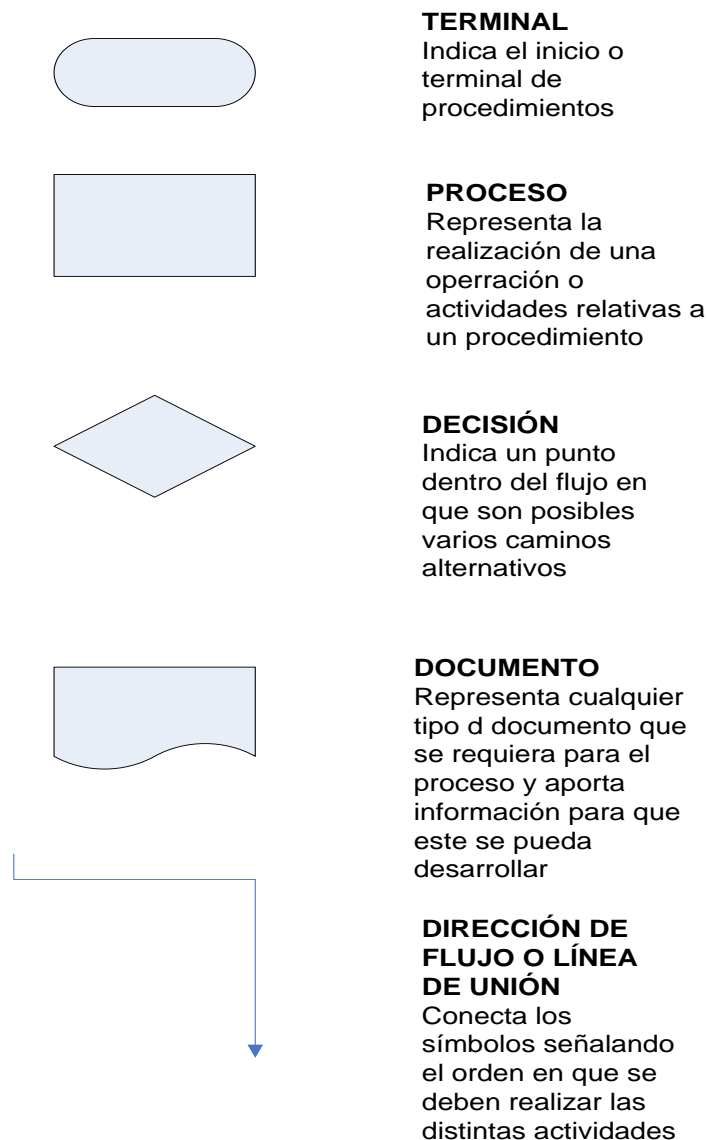 TERMINAL
Indica el inicio o
terminal de
procedimientos
PROCESO
Representa la
realización de una
operración o
actividades relativas a
un procedimiento
DECISIÓN
Indica un punto
dentro del flujo en
que son posibles
varios caminos
alternativos
DOCUMENTO
Representa cualquier
tipo d documento que
se requiera para el
proceso y aporta
información para que
este se pueda
desarrollar
DIRECCIÓN DE
FLUJO O LÍNEA
DE UNIÓN
Conecta los
símbolos señalando
el orden en que se
deben realizar las
distintas actividades